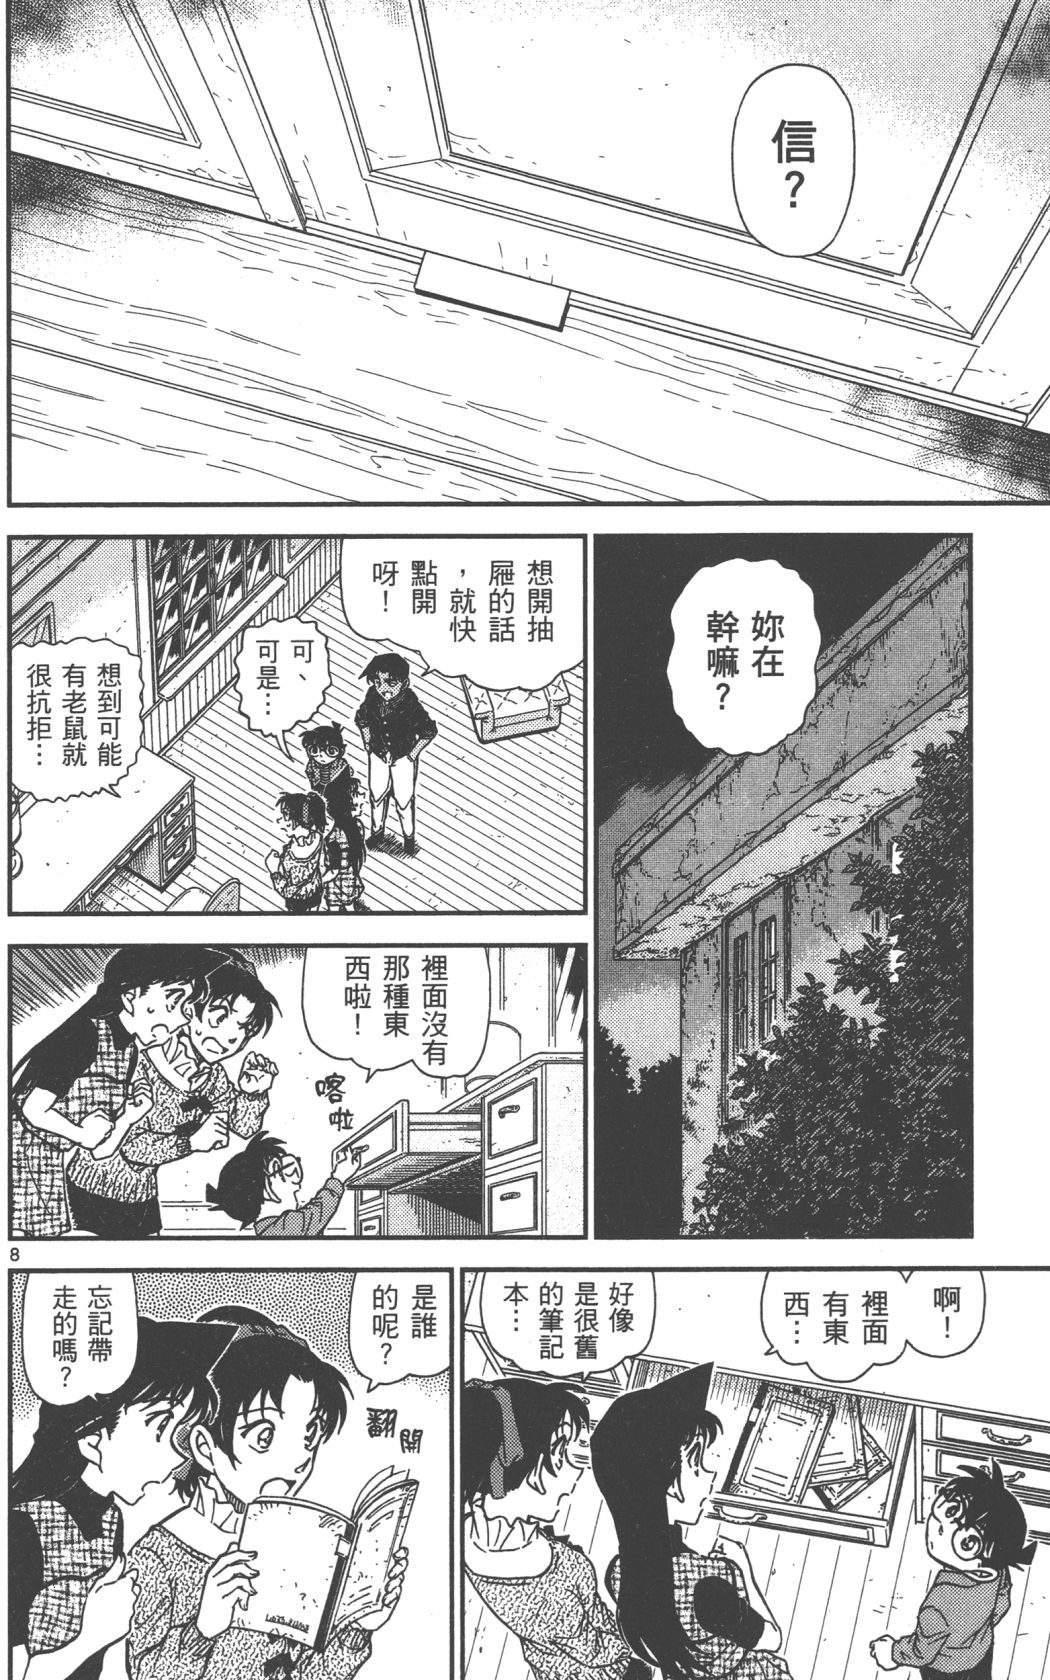 信？
妳在
幹嘛？
想開抽
屜的話
，就快
點開
呀！
可、
可是…
想到可能
有老鼠就
很抗拒…
裡面沒有
那種東
西啦！
喀啦
8
啊！
裡面
有東
西…
好像
是很舊
的筆記
本…
是誰
的呢？
翻開
忘記帶
走的嗎？